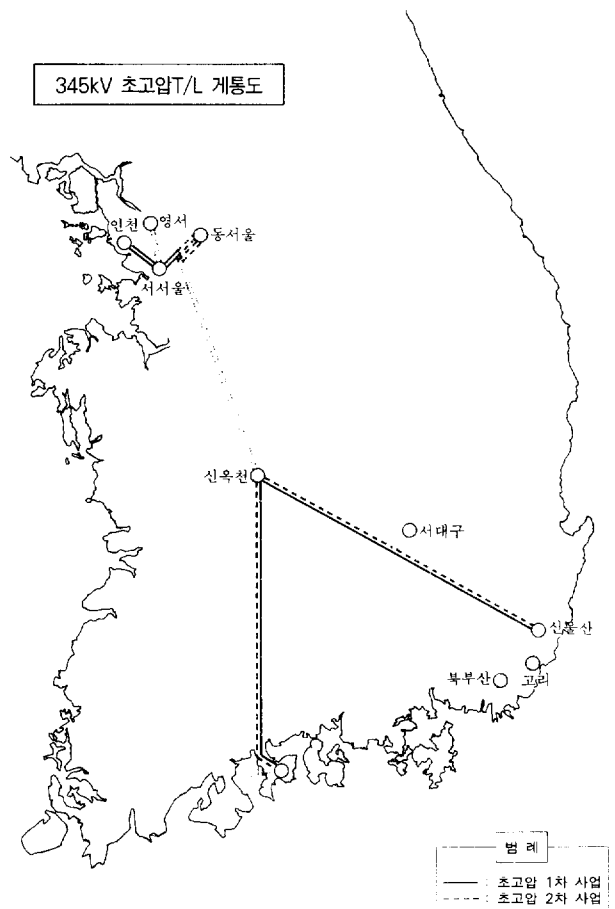 345kV 초고압T/L 계통도
영서
인천
동서울
서서울
신옥천
서대구
신울산
고리
북부산
범 례
초고압 1차 사업
초고압 2차 사업